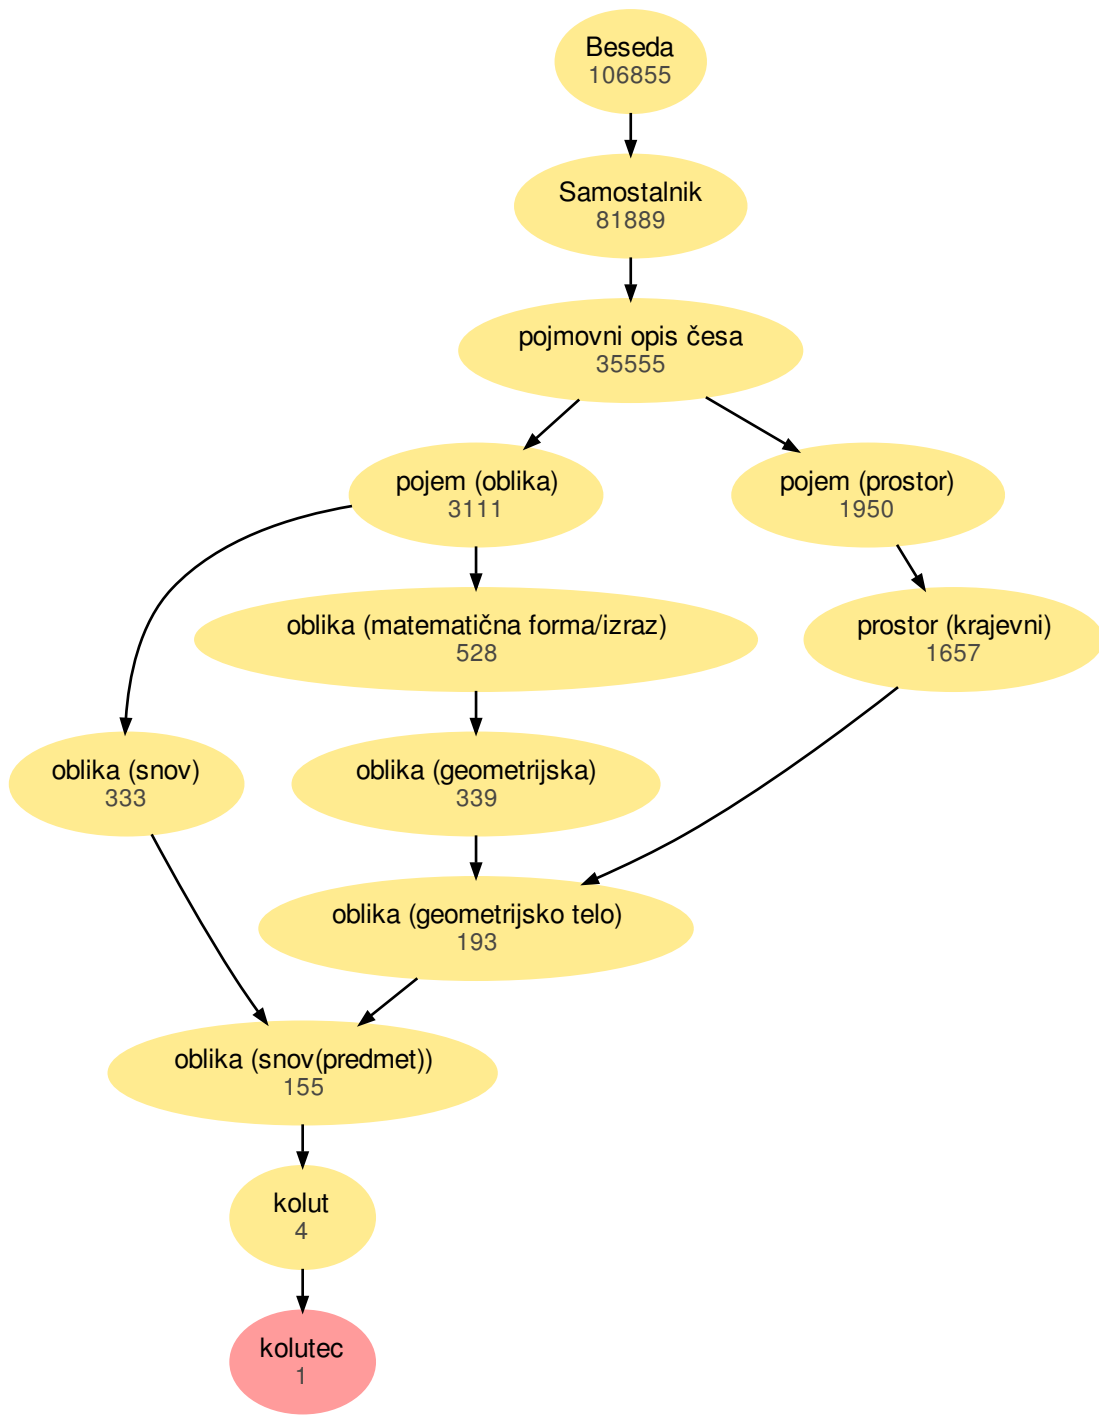 Beseda
106855
Samostalnik
81889
pojmovni opis česa
35555
pojem (oblika)
3111
pojem (prostor)
1950
oblika (matematična forma/izraz)
528
prostor (krajevni)
1657
oblika (snov)
333
oblika (geometrijska)
339
oblika (geometrijsko telo)
193
oblika (snov(predmet))
155
kolut
4
kolutec
1